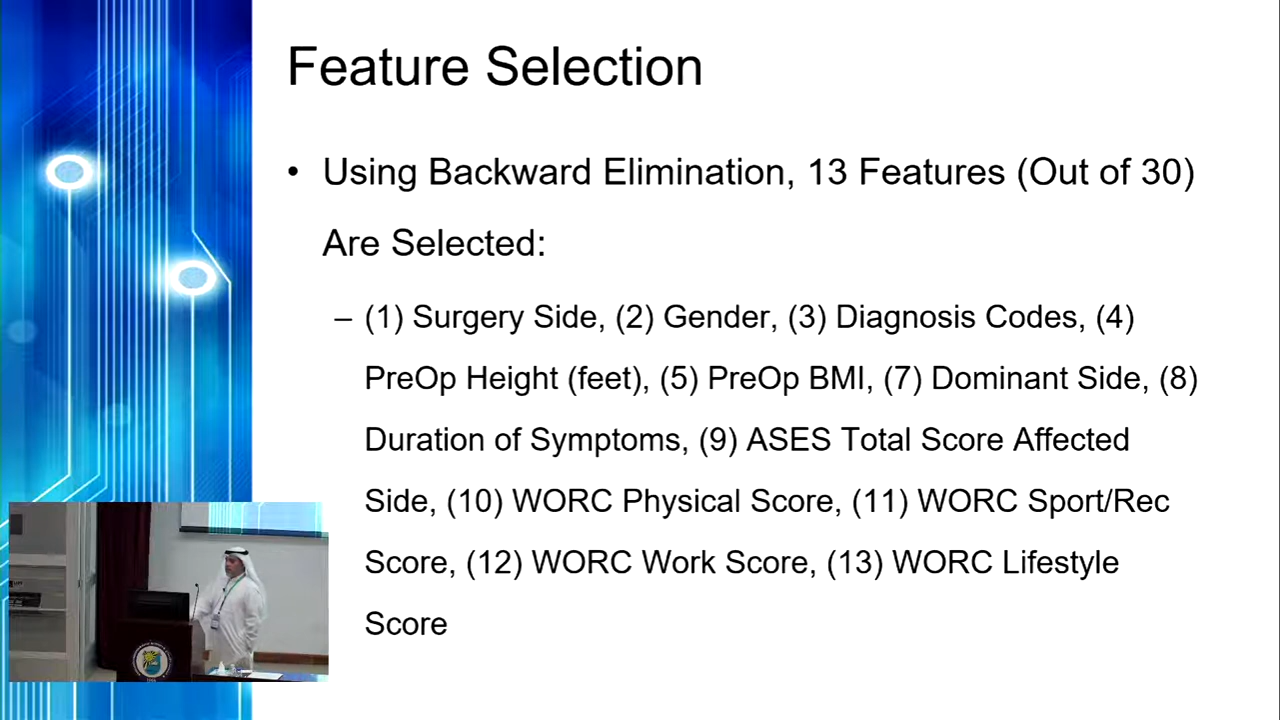 Feature Selection
• Using Backward Elimination, 13 Features (Out of 30)
Are Selected:
– (1) Surgery Side, (2) Gender, (3) Diagnosis Codes, (4)
PreOp Height (feet), (5) PreOp BMI, (7) Dominant Side, (8)
Duration of Symptoms, (9) ASES Total Score Affected
Side, (10) WORC Physical Score, (11) WORC Sport/Rec
Score, (12) WORC Work Score, (13) WORC Lifestyle
Score